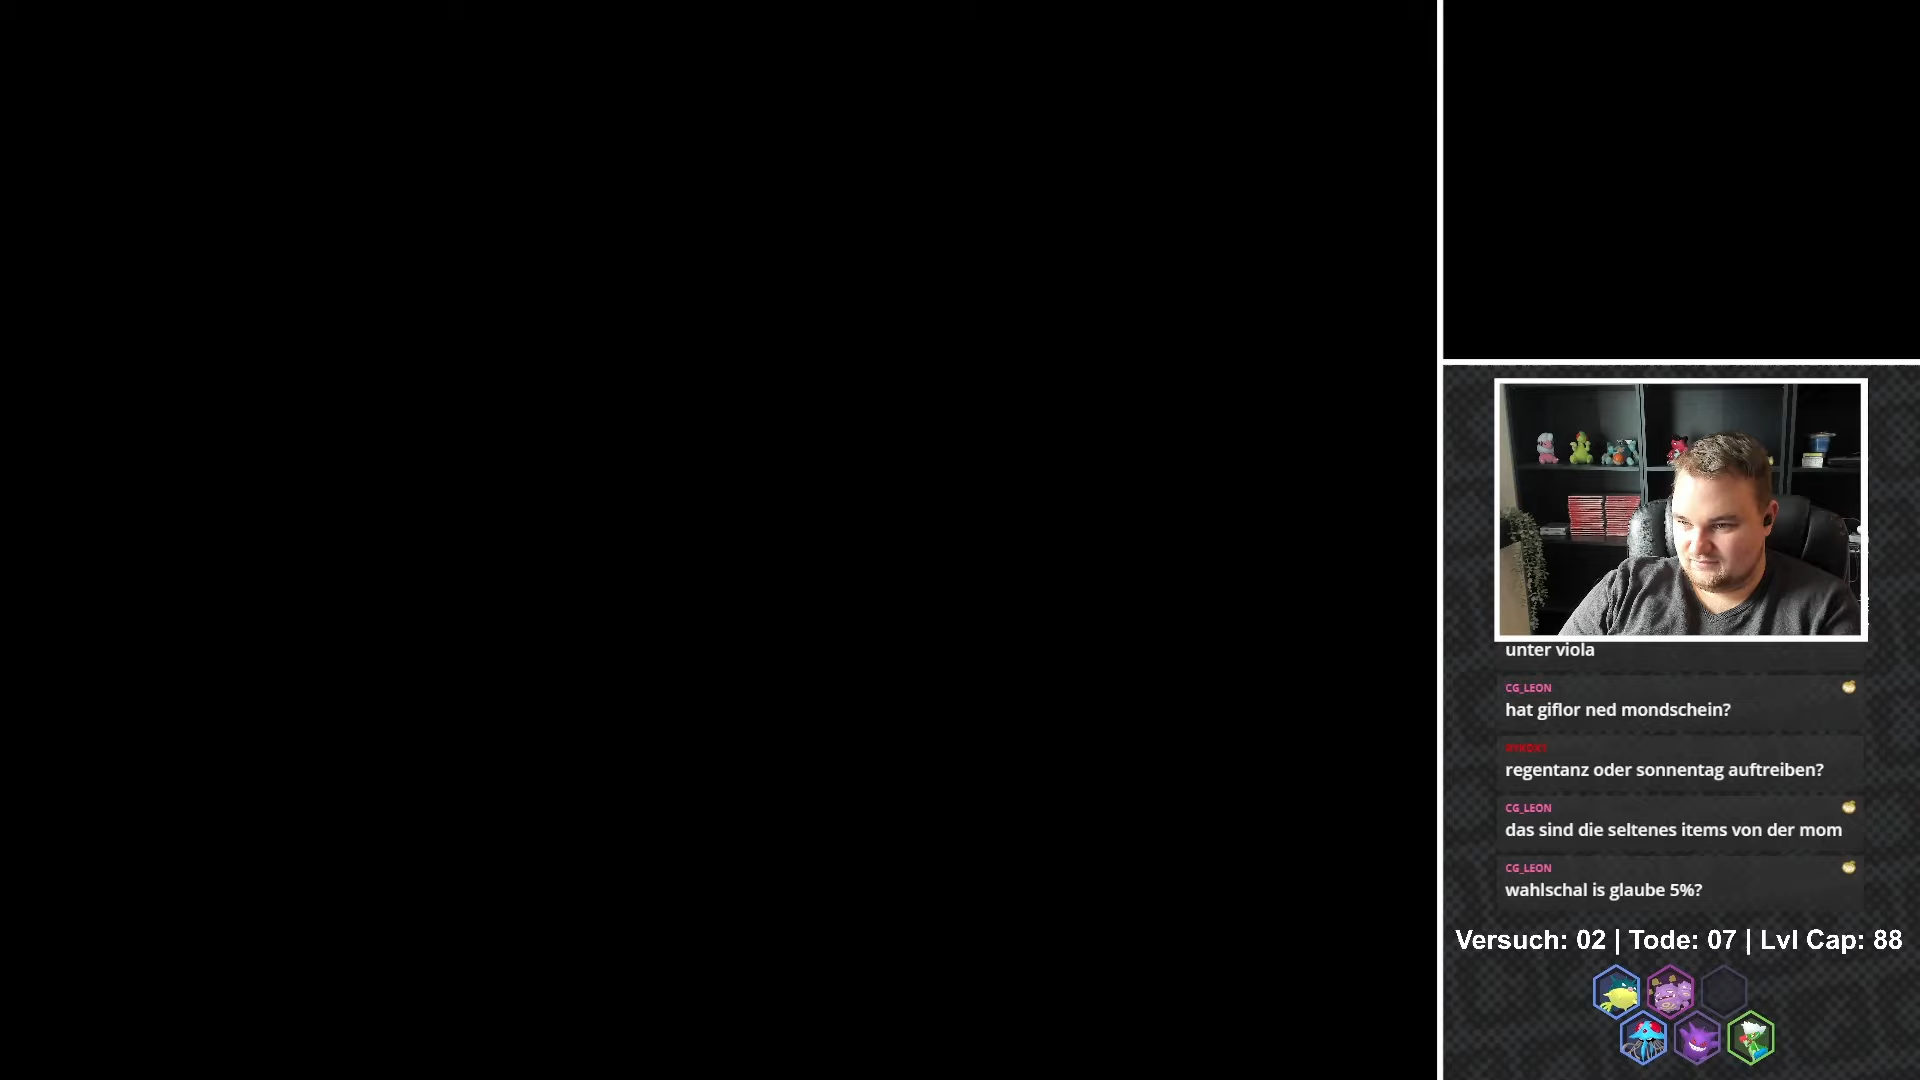 unter viola
CG_LEON
hat giflor ned mondschein?
regentanz oder sonnentag auftreiben?
CG_LEON
das sind die seltenes items von der mom
CG_LEON
wahlschal is glaube 5%?
Versuch: 02 | Tode: 07 | Lvl Cap: 88